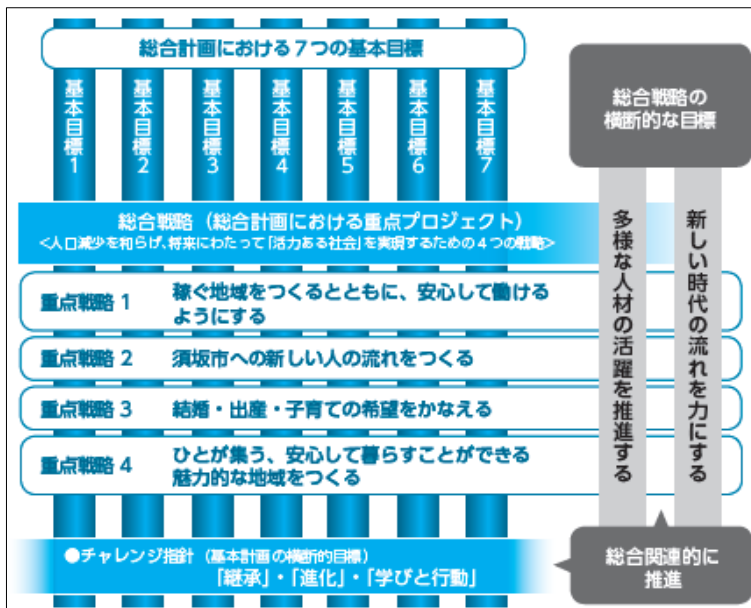 総合計画における７つの基本目標
基本目標1
基本目標2
基本目標3
基本目標4
基本目標5
基本目標6
基本目標7
総合戦略の
横断的な目標
多様な人材の活躍を推進する
新しい時代の流れを力にする
総合戦略（総合計画における重点プロジェクト）
<人口減少を和らげ、将来にわたって「活力ある社会」を実現するための４つの戦略>
重点戦略 1
稼ぐ地域をつくるとともに、安心して働ける
ようにする
重点戦略 2
須坂市への新しい人の流れをつくる
重点戦略 3
結婚・出産・子育ての希望をかなえる
重点戦略 4
ひとが集う、安心して暮らすことができる
魅力的な地域をつくる
●チャレンジ指針（基本計画の横断的目標）
「継承」・「進化」・「学びと行動」
総合関連的に
推進